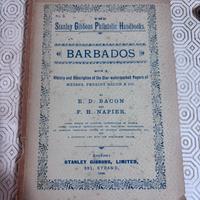 No. 2.
THE
Stanley Gibbons Philatelic Handbooks.
BARBADOS
WITH A
History and Description of the Star-watermarked Papers of
MESSRS. PERKINS BACON & CO.
BY
E. D. BACON
AND
F. H. NAPIER.
LONDON:
STANLEY GIBBONS, LIMITED,
391, STRAND,